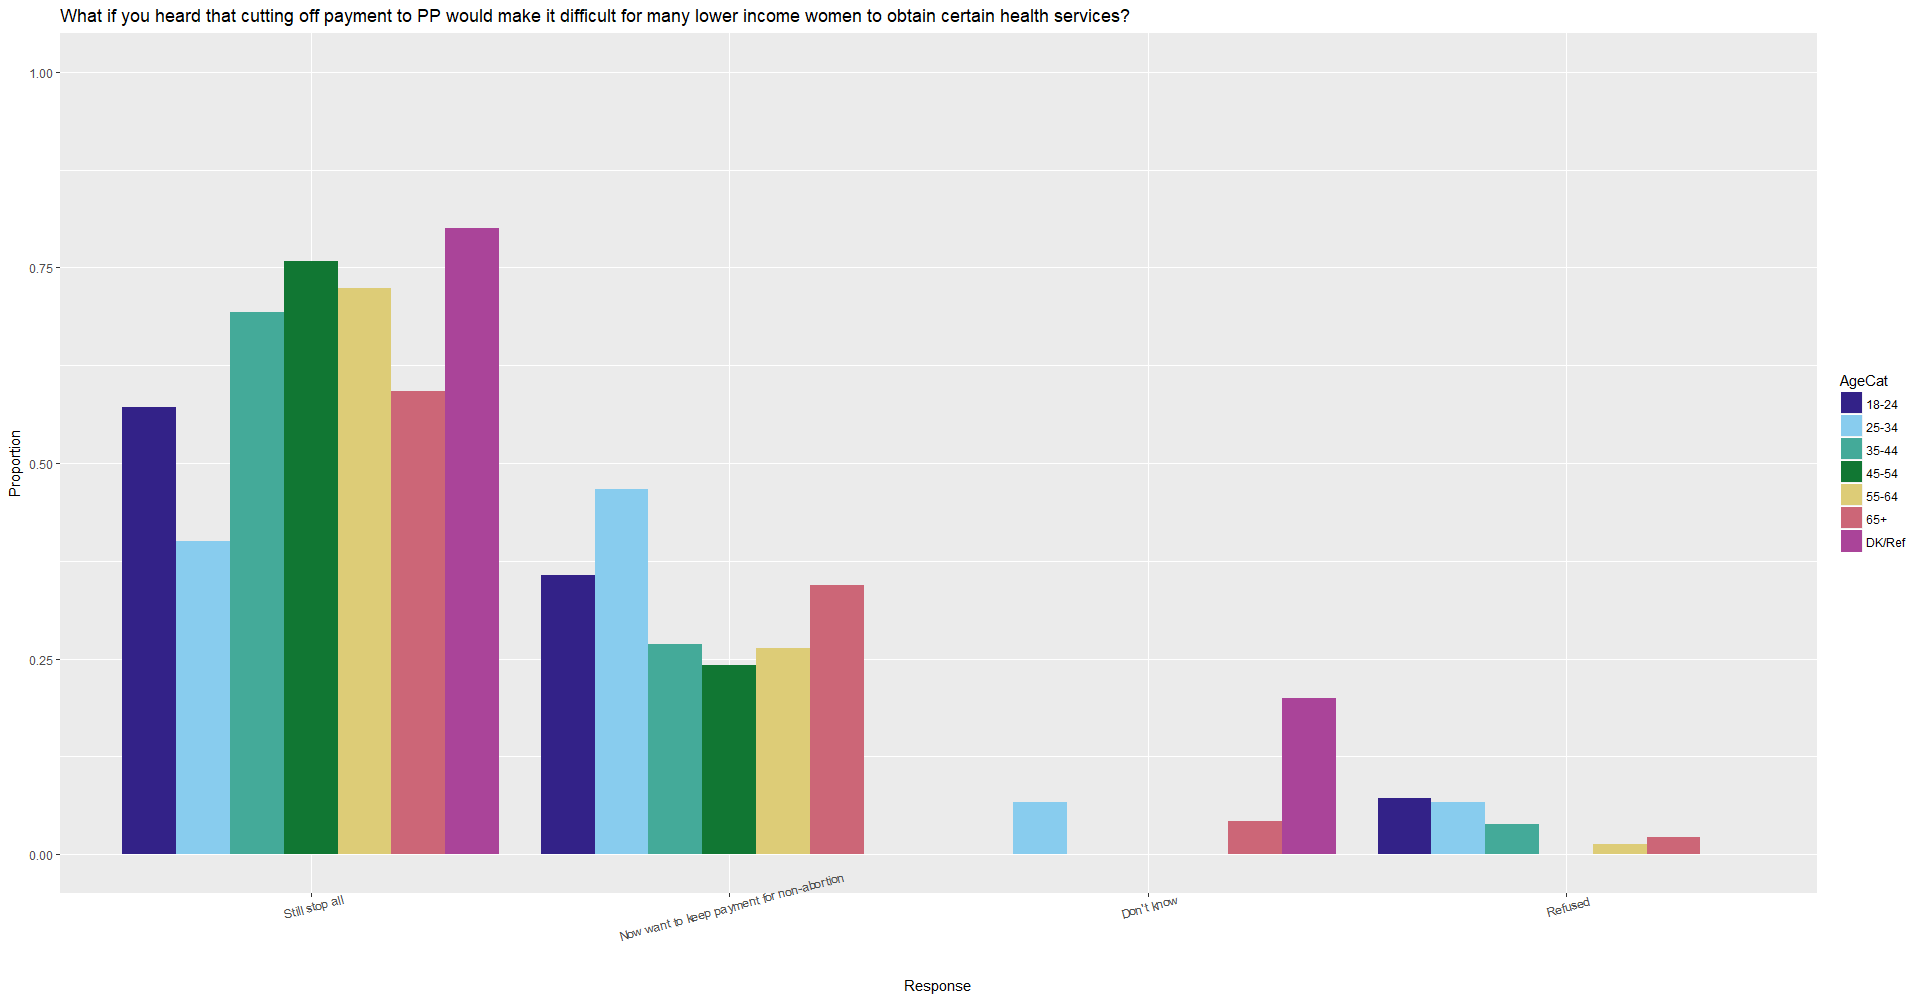 What if you heard that cutting off payment to PP would make it difficult for many lower income women to obtain certain health services?
1.00
0.75
0.50
0.25
0.00
Proportion
Still stop all
Now want to keep payment for non-abortion
Don't know
Refused
Response
AgeCat
18-24
25-34
35-44
45-54
55-64
65+
DK/Ref